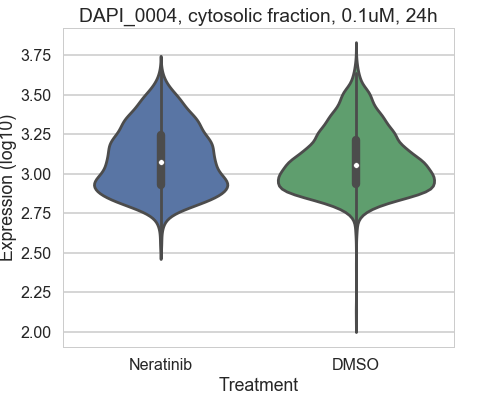 DAPI_0004, cytosolic fraction, 0.1uM, 24h
3.75
3.50
3.25
3.00
2.75
2.50
2.25
2.00
Expression (log10)
Neratinib DMSO
Treatment